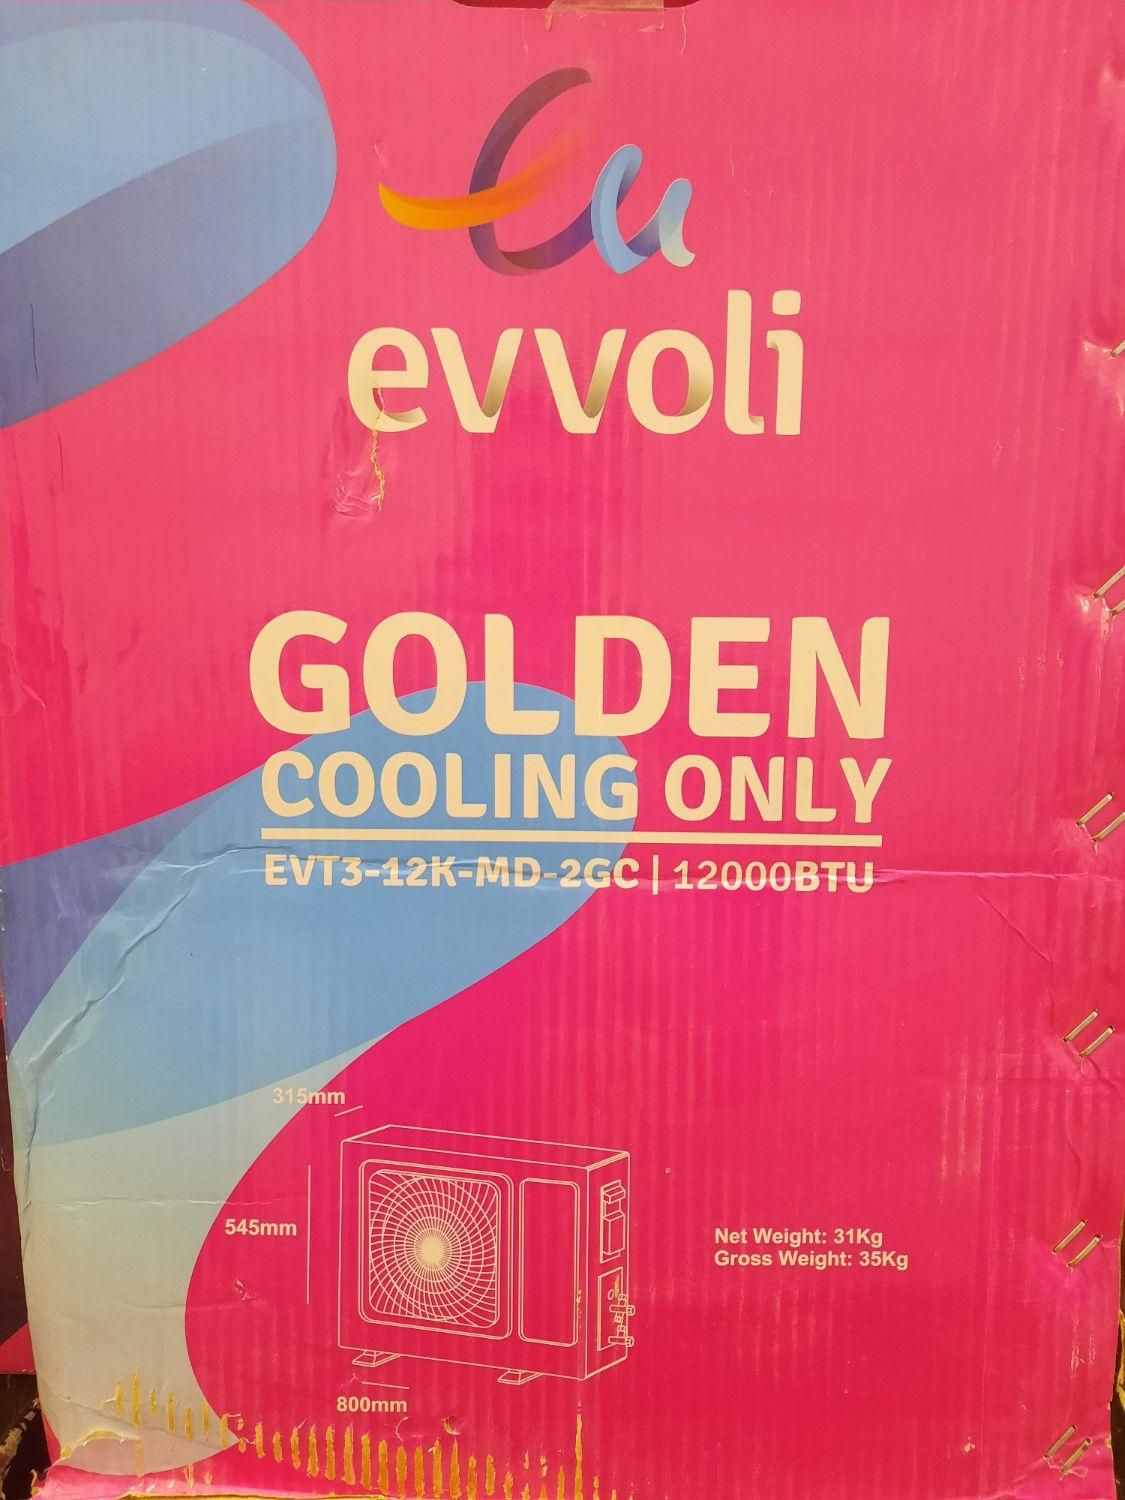 evvoli
GOLDEN
COOLING ONLY
EVT3-12K-MD-2GC | 12000BTU
315mm
545mm
Net Weight: 31Kg
Gross Weight: 35Kg
800mm